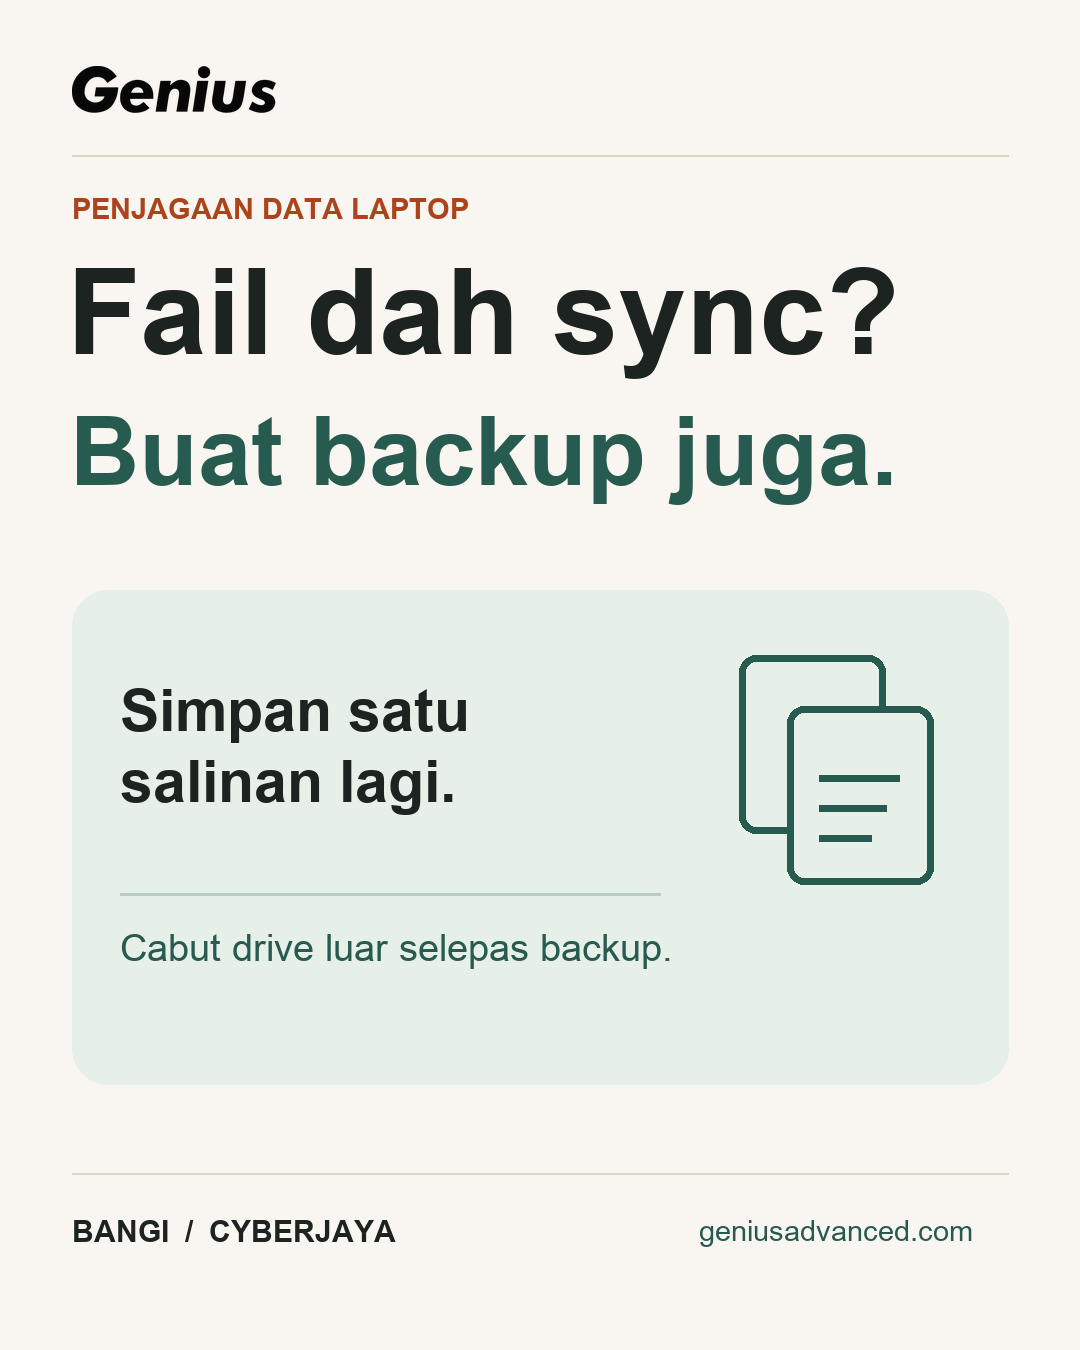 Genius
PENJAGAAN DATA LAPTOP
Fail dah sync?
Buat backup juga.
Simpan satu
salinan lagi.
Cabut drive luar selepas backup.
BANGI / CYBERJAYA
geniusadvanced.com